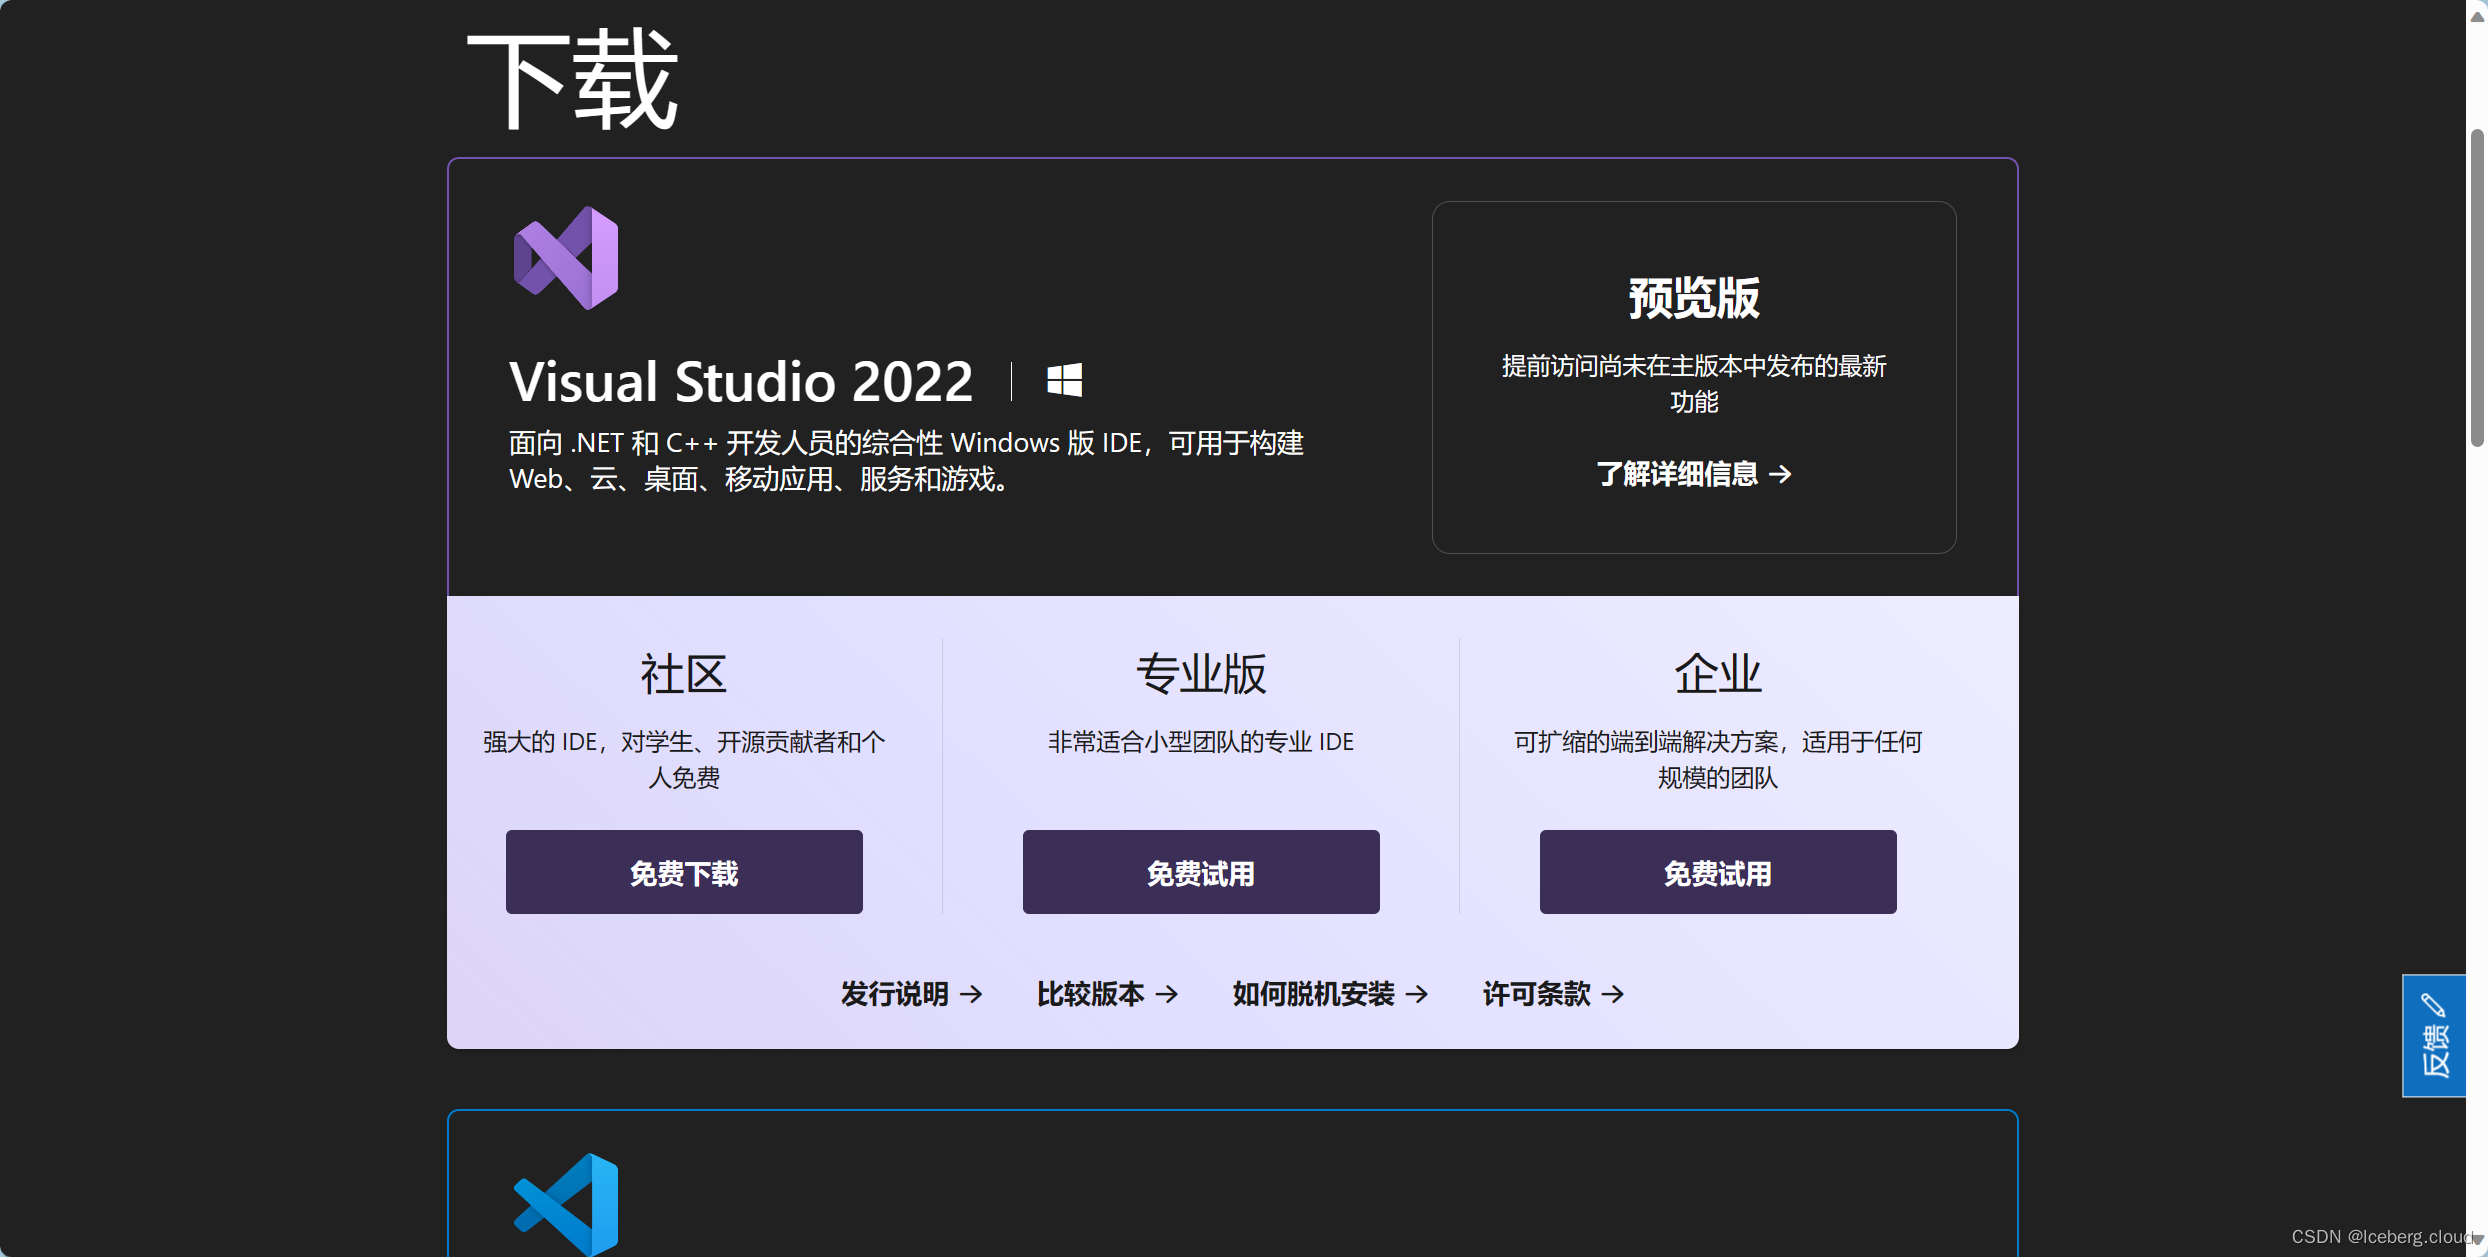 下载
Visual Studio 2022
面向 .NET 和 C++ 开发人员的综合性 Windows 版 IDE，可用于构建
Web、云、桌面、移动应用、服务和游戏。
预览版
提前访问尚未在主版本中发布的最新
功能
了解详细信息 →
社区
强大的 IDE，对学生、开源贡献者和个
人免费
免费下载
专业版
非常适合小型团队的专业 IDE
免费试用
企业
可扩缩的端到端解决方案，适用于任何
规模的团队
免费试用
发行说明 →
比较版本 →
如何脱机安装 →
许可条款 →
反馈
CSDN @Iceberg.cloud